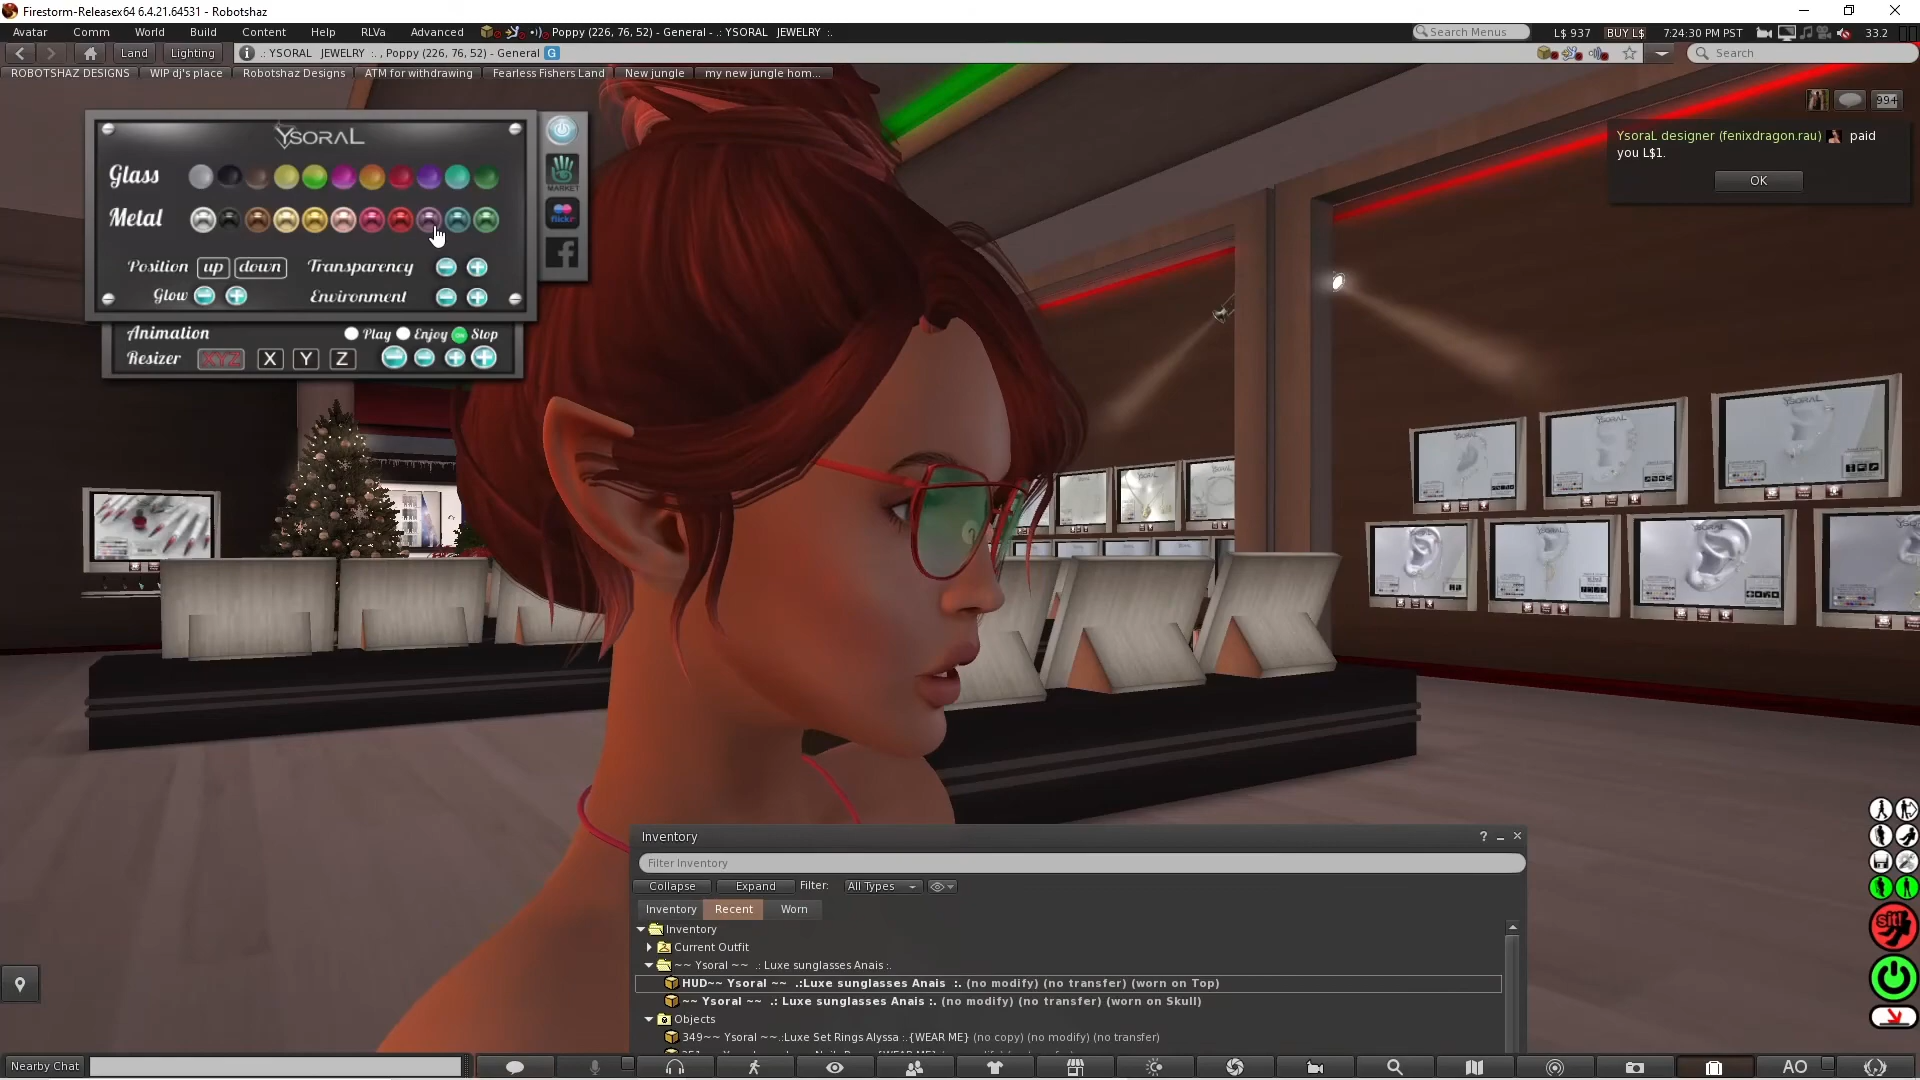 Firestorm-Releasex64 6.4.21.64531 - Robotshaz
Avatar Comm World Build Content Help RLVa Advanced Poppy (226, 76, 52) - General - .: YSORAL JEWELRY :. Search Menus L$ 937 BUY L$ 7:24:30 PM PST 33.2
Land Lighting .: YSORAL JEWELRY :. , Poppy (226, 76, 52) - General G Search
ROBOTSHAZ DESIGNS WIP dj's place Robotshaz Designs ATM for withdrawing Fearless Fishers Land New jungle my new jungle hom...
99+
YsoraL designer (fenixdragon.rau) paid
you L$1.
OK
YSORAL
Glass
Metal
Position up down Transparency
Glow Environment
Animation Play Enjoy Stop
Resizer XYZ X Y Z
MARKET
flickr
Inventory
Filter Inventory
Collapse Expand Filter: All Types
Inventory Recent Worn
Inventory
Current Outfit
~~ Ysoral ~~ .: Luxe sunglasses Anais :.
HUD~~ Ysoral ~~ .:Luxe sunglasses Anais :. (no modify) (no transfer) (worn on Top)
~~ Ysoral ~~ .: Luxe sunglasses Anais :. (no modify) (no transfer) (worn on Skull)
Objects
349~~ Ysoral ~~.:Luxe Set Rings Alyssa :.{WEAR ME} (no copy) (no modify) (no transfer)
sit!
Nearby Chat AO